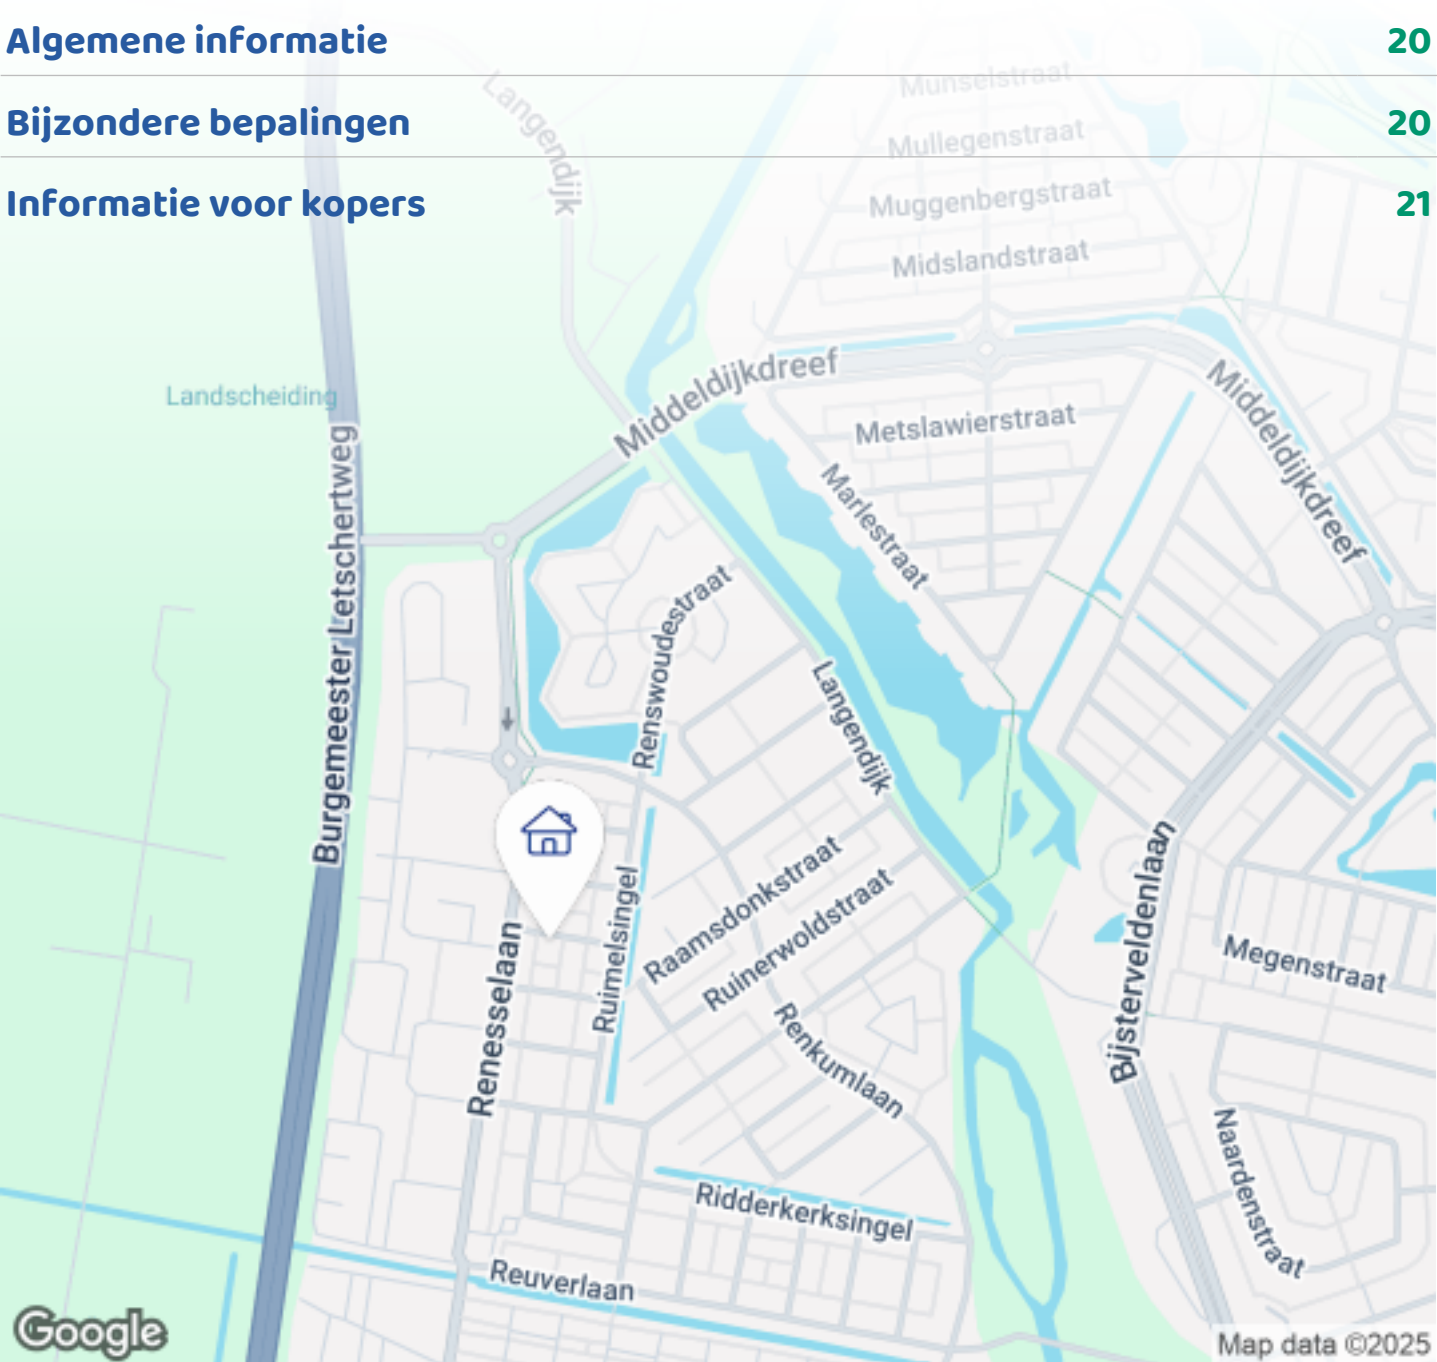 Algemene informatie 20
Bijzondere bepalingen 20
Informatie voor kopers 21
Langendijk
Munselstraat
Mullegenstraat
Muggenbergstraat
Midslandstraat
Landscheiding
Middeldijkdreef
Middeldijkdreef
Metslawierstraat
Marlestraat
Burgemeester Letschertweg
Renswoudestraat
Langendijk
Raamsdonkstraat
Ruinerwoldstraat
Ruimelsingel
Renesselaan
Renkumlaan
Bijsterveldenlaan
Megenstraat
Naardenstraat
Ridderkerksingel
Reuverlaan
Google
Map data ©2025